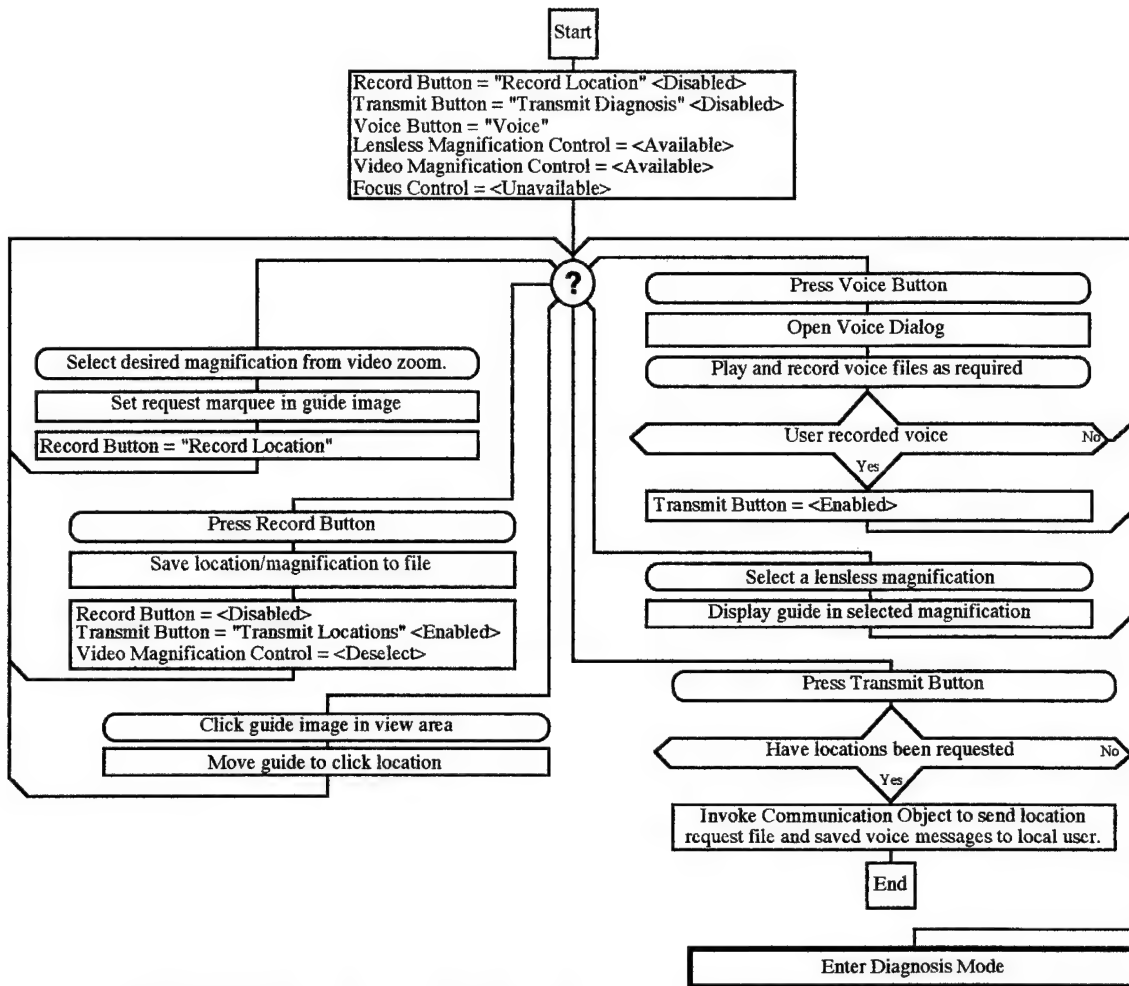 Start
Record Button = "Record Location" <Disabled>
Transmit Button = "Transmit Diagnosis" <Disabled>
Voice Button = "Voice"
Lensless Magnification Control = <Available>
Video Magnification Control = <Available>
Focus Control = <Unavailable>
?
Select desired magnification from video zoom.
Set request marquee in guide image
Record Button = "Record Location"
Press Record Button
Save location/magnification to file
Record Button = <Disabled>
Transmit Button = "Transmit Locations" <Enabled>
Video Magnification Control = <Deselect>
Click guide image in view area
Move guide to click location
Press Voice Button
Open Voice Dialog
Play and record voice files as required
User recorded voice
No
Yes
Transmit Button = <Enabled>
Select a lensless magnification
Display guide in selected magnification
Press Transmit Button
Have locations been requested
No
Yes
Invoke Communication Object to send location
request file and saved voice messages to local user.
End
Enter Diagnosis Mode